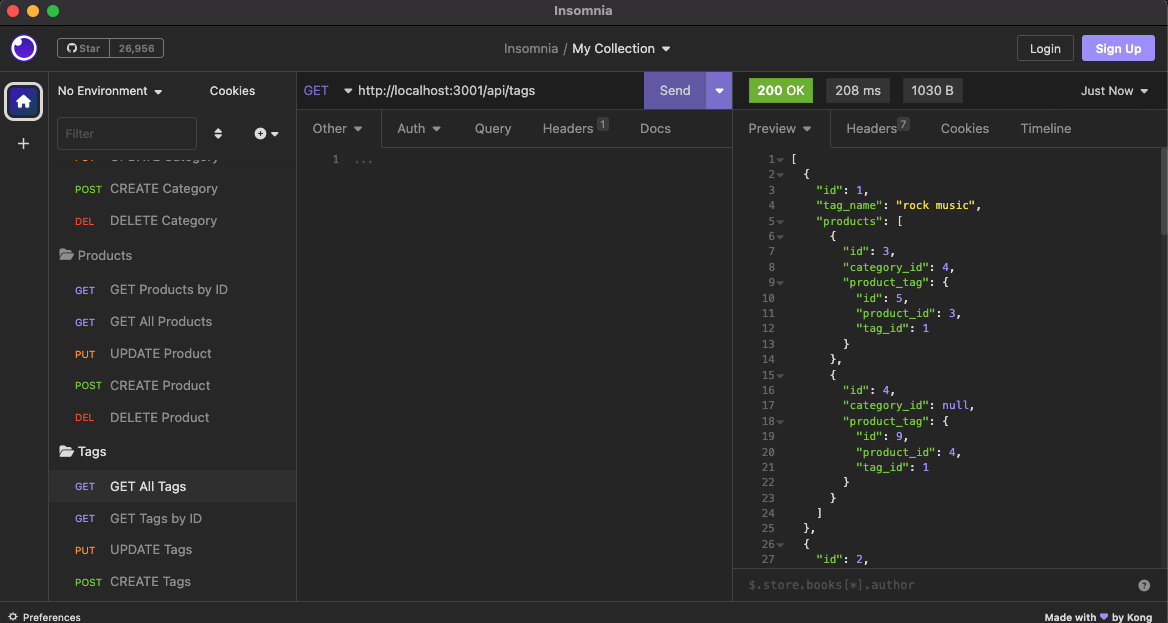 Insomnia
Star 26,956
Insomnia / My Collection
Login
Sign Up
No Environment
Cookies
GET http://localhost:3001/api/tags
Send
200 OK
208 ms
1030 B
Just Now
Filter
Other
Auth
Query
Headers 1
Docs
Preview
Headers 7
Cookies
Timeline
PUT UPDATE Category
POST CREATE Category
DEL DELETE Category
Products
GET GET Products by ID
GET GET All Products
PUT UPDATE Product
POST CREATE Product
DEL DELETE Product
Tags
GET GET All Tags
GET GET Tags by ID
PUT UPDATE Tags
POST CREATE Tags
1 ...
1 [
2 {
3 "id": 1,
4 "tag_name": "rock music",
5 "products": [
6 {
7 "id": 3,
8 "category_id": 4,
9 "product_tag": {
10 "id": 5,
11 "product_id": 3,
12 "tag_id": 1
13 }
14 },
15 {
16 "id": 4,
17 "category_id": null,
18 "product_tag": {
19 "id": 9,
20 "product_id": 4,
21 "tag_id": 1
22 }
23 }
24 ]
25 },
26 {
27 "id": 2,
$.store.books[*].author
Preferences
Made with 💜 by Kong